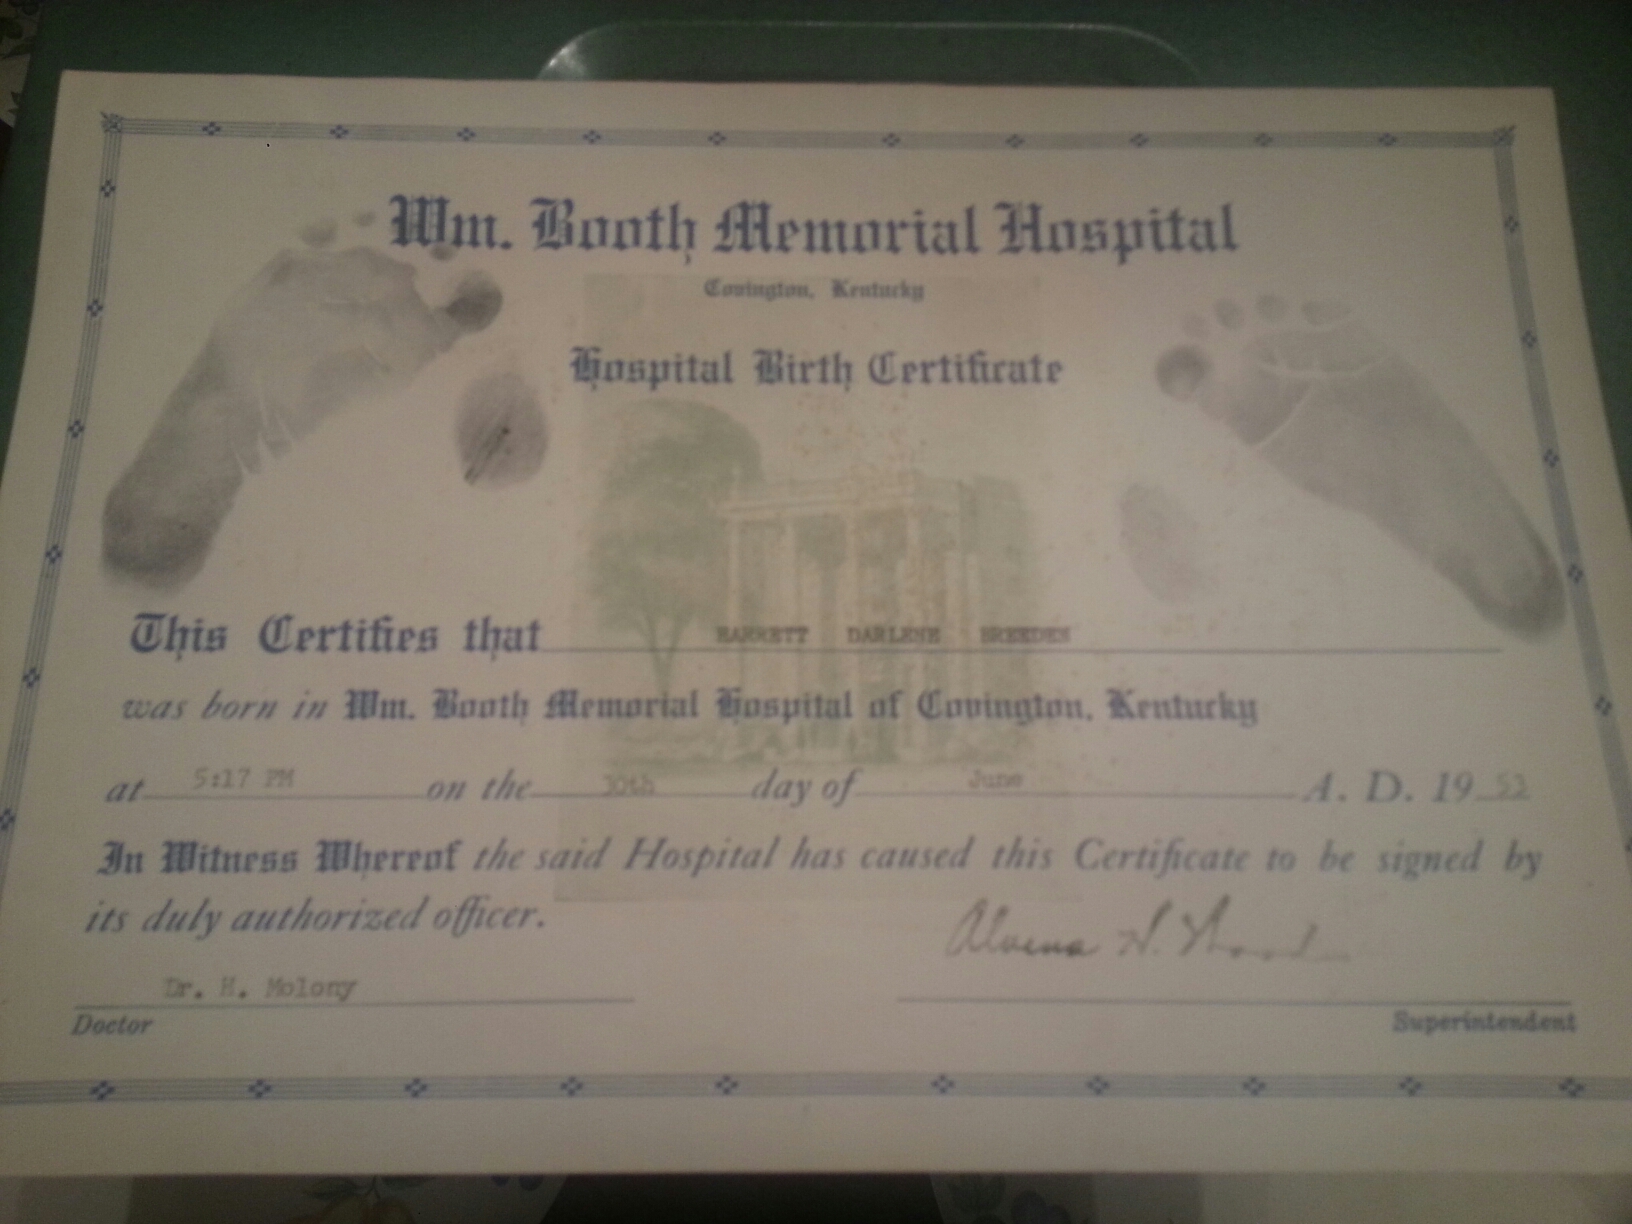 Wm. Booth Memorial Hospital
Covington, Kentucky
Hospital Birth Certificate
This Certifies that HARRETT DARLENE BREEDEN
was born in Wm. Booth Memorial Hospital of Covington, Kentucky
at 5:17 PM on the 30th day of June A. D. 19 53
In Witness Whereof the said Hospital has caused this Certificate to be signed by
its duly authorized officer.
Alvena H.
Dr. H. Molony
Doctor
Superintendent